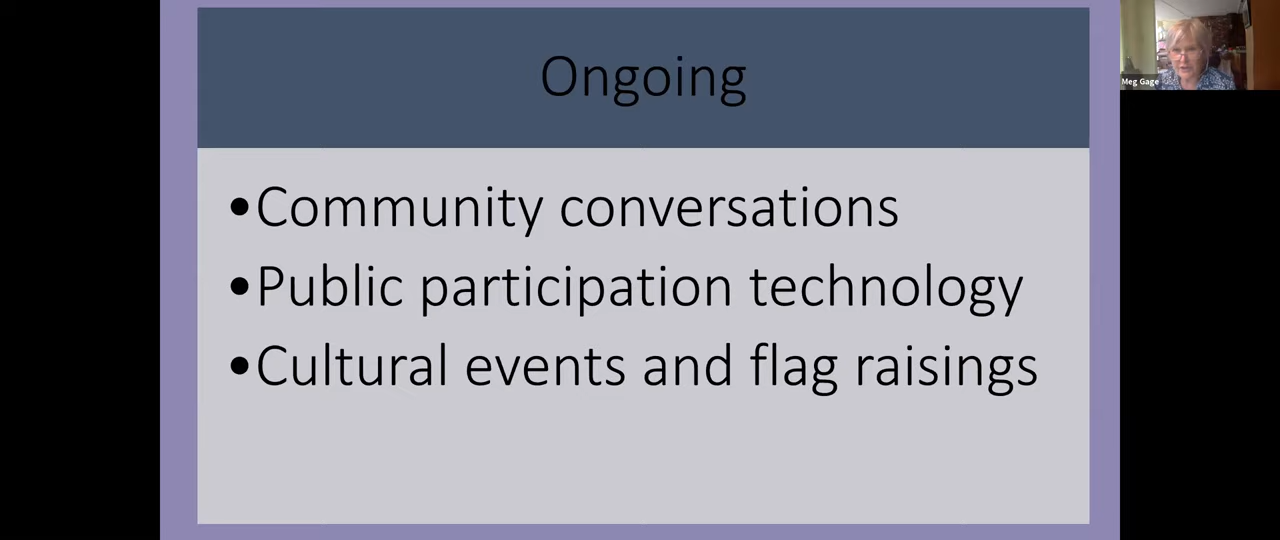 Ongoing
•Community conversations
•Public participation technology
•Cultural events and flag raisings
Meg Gage